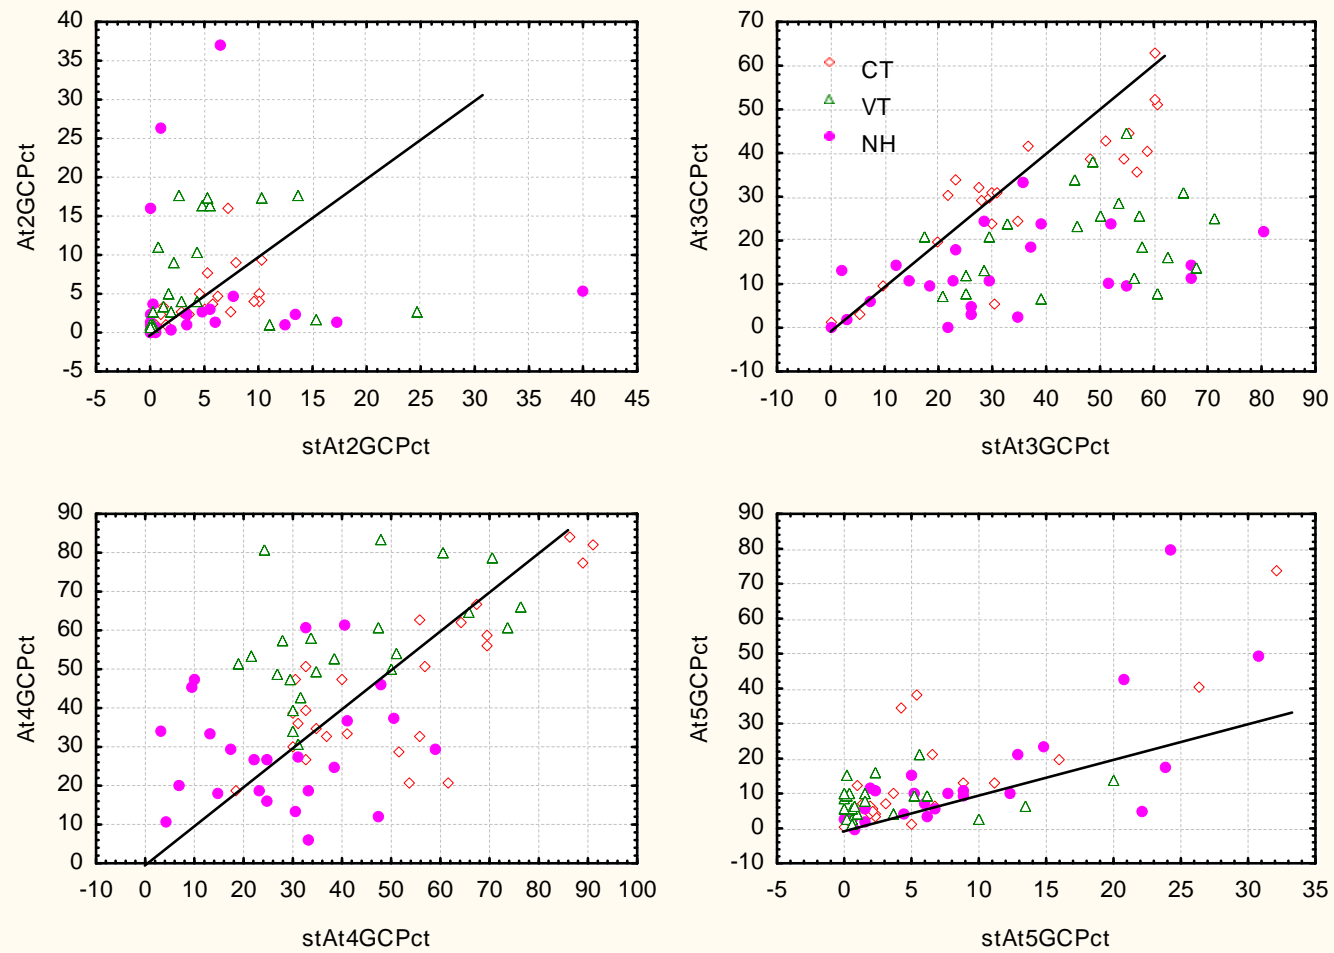 40
35
30
25
20
15
10
5
0
-5
At2GCPct
-5 0 5 10 15 20 25 30 35 40 45
stAt2GCPct
70
60
50
40
30
20
10
0
-10
At3GCPct
CT
VT
NH
-10 0 10 20 30 40 50 60 70 80 90
stAt3GCPct
90
80
70
60
50
40
30
20
10
0
At4GCPct
-10 0 10 20 30 40 50 60 70 80 90 100
stAt4GCPct
90
80
70
60
50
40
30
20
10
0
-10
At5GCPct
-5 0 5 10 15 20 25 30 35
stAt5GCPct